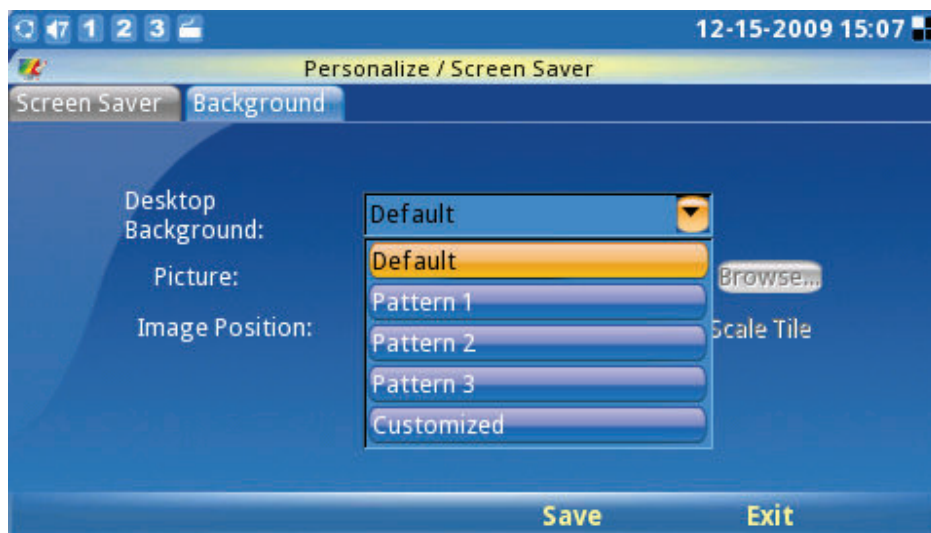 47 1 2 3 12-15-2009 15:07
Personalize / Screen Saver
Screen Saver Background
Desktop Background: Default
Default
Picture: Browse...
Pattern 1
Image Position: Scale Tile
Pattern 2
Pattern 3
Customized
Save Exit